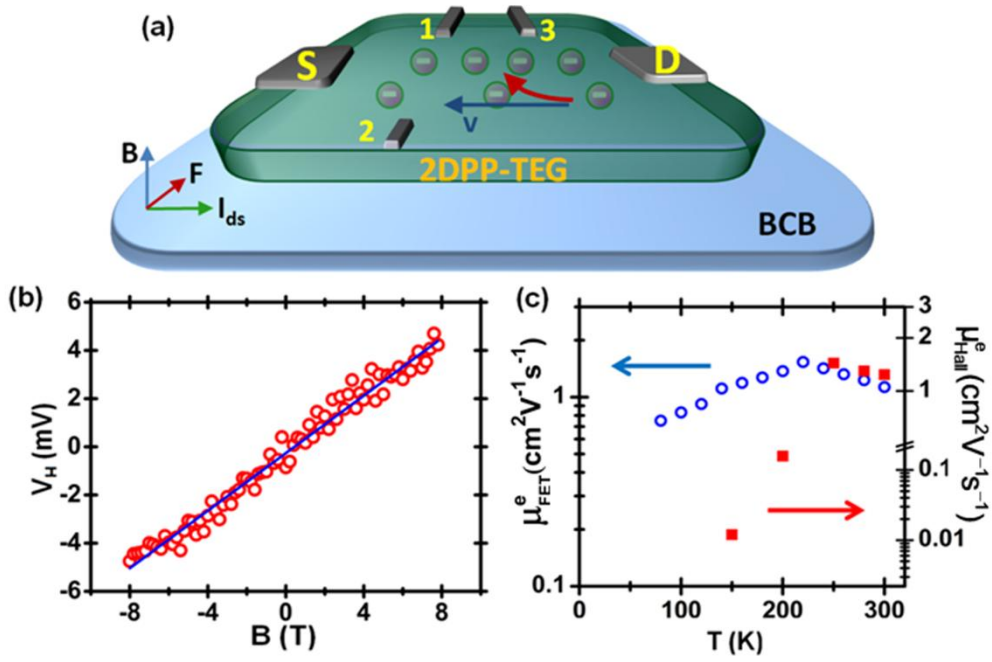 (a)
1
3
S
D
2
v
B
F
I_ds
2DPP-TEG
BCB
(b)
6
4
2
0
-2
-4
-6
V_H (mV)
-8
-4
0
4
8
B (T)
(c)
1
0.1
μ^e_FET (cm²V⁻¹s⁻¹)
3
2
1
0.1
0.01
μ^e_Hall (cm²V⁻¹s⁻¹)
0
100
200
300
T (K)